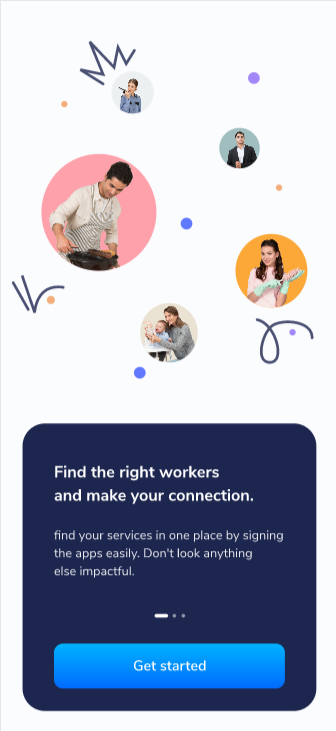 Find the right workers
and make your connection.
find your services in one place by signing
the apps easily. Don't look anything
else impactful.
Get started